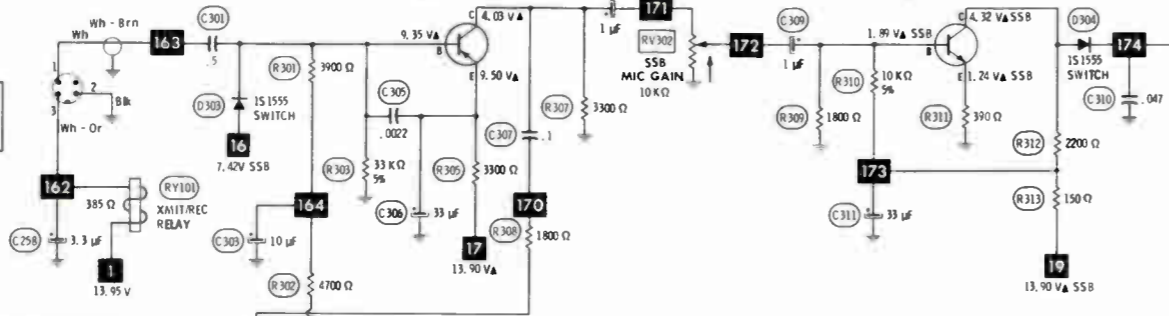 Wh - Brn
Wh
163
C301
.5
1
2
3
Blk
Wh - Or
162
385 Ω
RY101
XMIT/REC
RELAY
C258
3.3 µF
1
13.95 V
D303
1S1555
SWITCH
16
7.42V SSB
R301
3900 Ω
C305
.0022
R303
33 KΩ
5%
164
C303
10 µF
R302
4700 Ω
9.35 V▲
B
C
4.03 V▲
E
9.50 V▲
R305
3300 Ω
C306
33 µF
17
13.90 V▲
C307
.1
170
R308
1800 Ω
R307
3300 Ω
1 µF
171
RV302
SSB
MIC GAIN
10 KΩ
172
C309
1 µF
R309
1800 Ω
R310
10 KΩ
5%
1.89 V▲ SSB
B
C
4.32 V▲ SSB
E
1.24 V▲ SSB
R311
390 Ω
173
C311
33 µF
D304
1S1555
SWITCH
174
C310
.047
R312
2200 Ω
R313
150 Ω
19
13.90 V▲ SSB